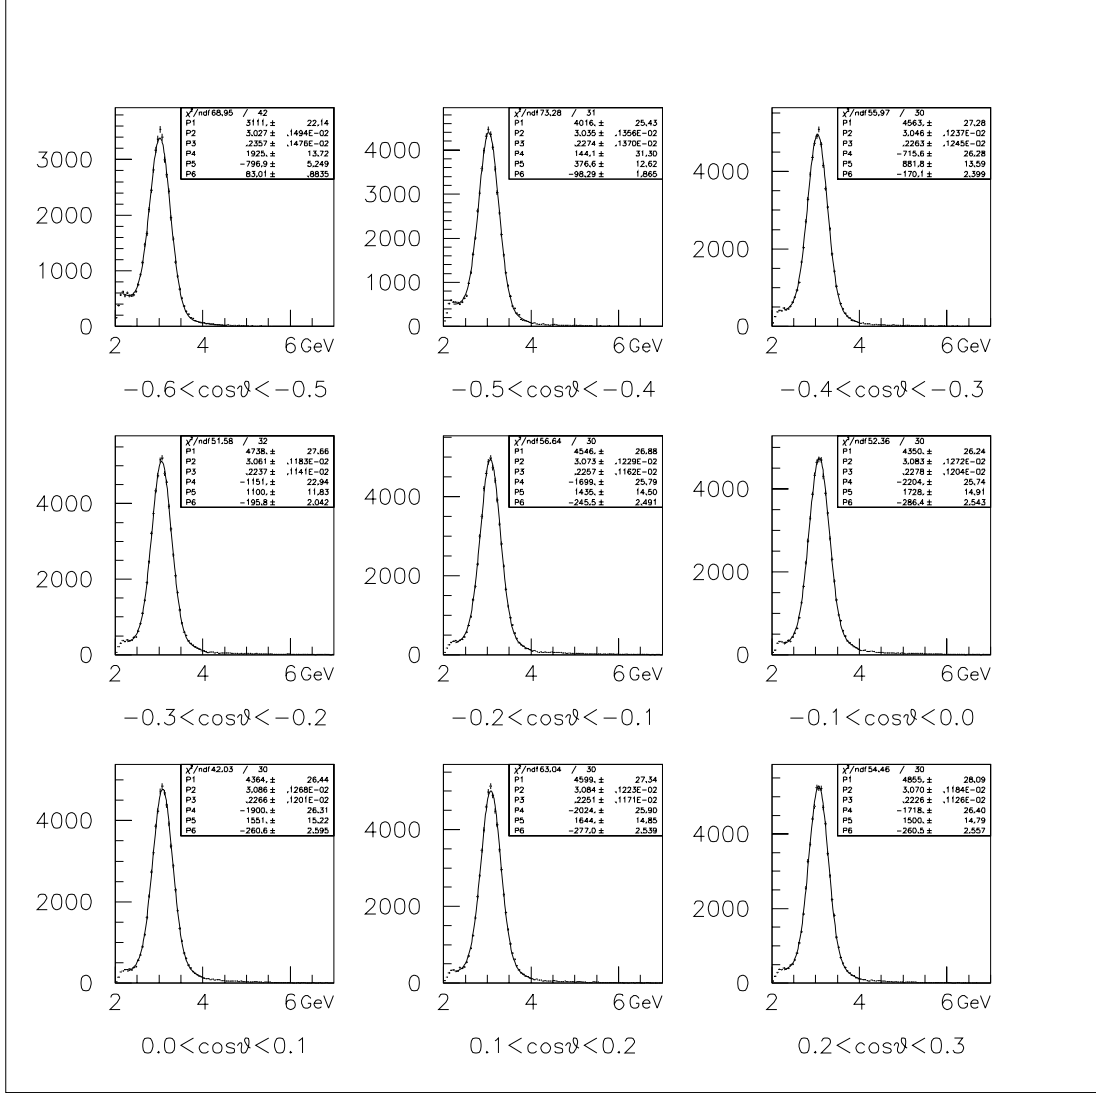 χ²/ndf 68.95 / 42
P1 3111. ± 22.14
P2 3.027 ± .1494E-02
P3 .2357 ± .1476E-02
P4 1925. ± 13.72
P5 -796.9 ± 5.249
P6 83.01 ± .8835
3000
2000
1000
0
2 4 6 GeV
−0.6<cosϑ<−0.5
χ²/ndf 73.28 / 31
P1 4016. ± 25.43
P2 3.035 ± .1356E-02
P3 .2274 ± .1370E-02
P4 144.1 ± 31.30
P5 376.6 ± 12.62
P6 -98.29 ± 1.865
4000
3000
2000
1000
0
2 4 6 GeV
−0.5<cosϑ<−0.4
χ²/ndf 55.97 / 30
P1 4563. ± 27.28
P2 3.046 ± .1237E-02
P3 .2263 ± .1245E-02
P4 -715.6 ± 26.28
P5 881.8 ± 13.59
P6 -170.1 ± 2.399
4000
2000
0
2 4 6 GeV
−0.4<cosϑ<−0.3
χ²/ndf 51.58 / 32
P1 4738. ± 27.66
P2 3.061 ± .1183E-02
P3 .2237 ± .1141E-02
P4 -1151. ± 22.94
P5 1100. ± 11.83
P6 -195.8 ± 2.042
4000
2000
0
2 4 6 GeV
−0.3<cosϑ<−0.2
χ²/ndf 56.64 / 30
P1 4546. ± 26.88
P2 3.073 ± .1229E-02
P3 .2257 ± .1162E-02
P4 -1699. ± 25.79
P5 1435. ± 14.50
P6 -245.5 ± 2.491
4000
2000
0
2 4 6 GeV
−0.2<cosϑ<−0.1
χ²/ndf 52.36 / 30
P1 4350. ± 26.24
P2 3.083 ± .1272E-02
P3 .2278 ± .1204E-02
P4 -2204. ± 25.74
P5 1728. ± 14.91
P6 -286.4 ± 2.543
4000
2000
0
2 4 6 GeV
−0.1<cosϑ<0.0
χ²/ndf 42.03 / 30
P1 4364. ± 26.44
P2 3.086 ± .1268E-02
P3 .2266 ± .1201E-02
P4 -1900. ± 26.31
P5 1551. ± 15.22
P6 -260.6 ± 2.595
4000
2000
0
2 4 6 GeV
0.0<cosϑ<0.1
χ²/ndf 63.04 / 30
P1 4599. ± 27.34
P2 3.084 ± .1223E-02
P3 .2251 ± .1171E-02
P4 -2024. ± 25.90
P5 1644. ± 14.85
P6 -277.0 ± 2.539
4000
2000
0
2 4 6 GeV
0.1<cosϑ<0.2
χ²/ndf 54.46 / 30
P1 4855. ± 28.09
P2 3.070 ± .1184E-02
P3 .2226 ± .1126E-02
P4 -1718. ± 26.40
P5 1500. ± 14.79
P6 -260.5 ± 2.557
4000
2000
0
2 4 6 GeV
0.2<cosϑ<0.3